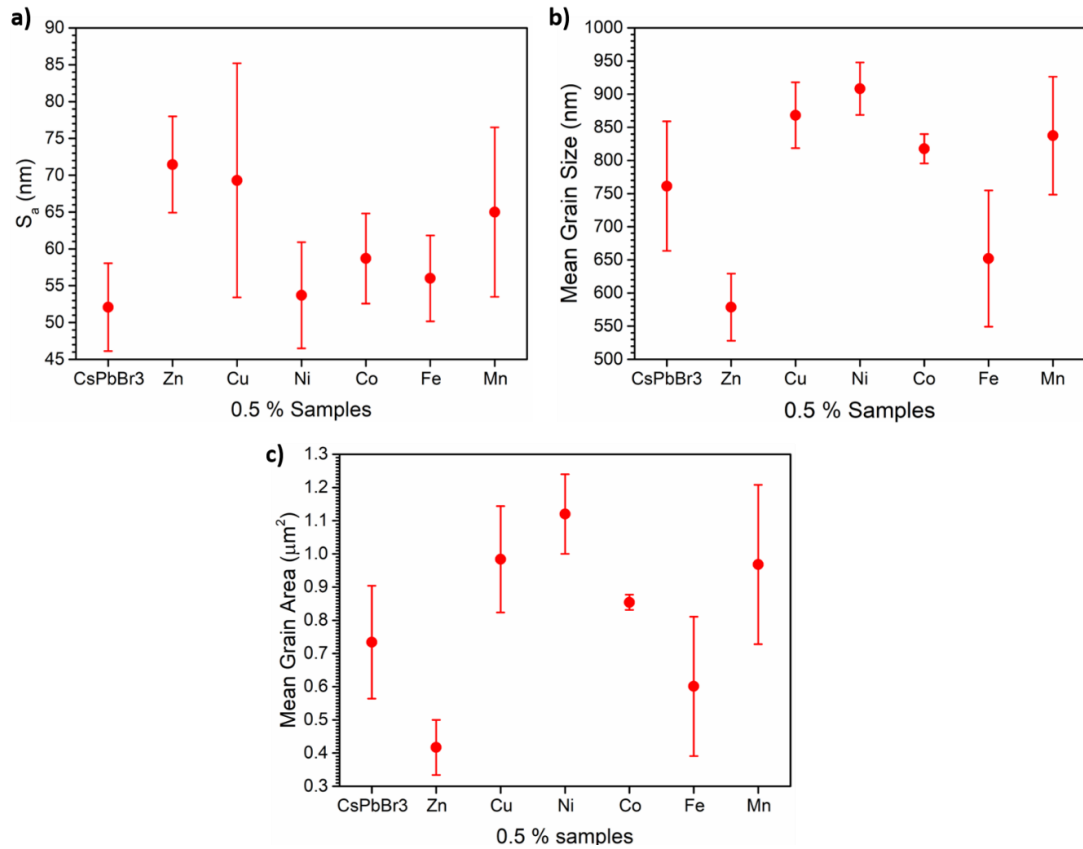 a)
90
85
80
75
70
65
60
55
50
45
Sₐ (nm)
CsPbBr3 Zn Cu Ni Co Fe Mn
0.5 % Samples
b)
1000
950
900
850
800
750
700
650
600
550
500
Mean Grain Size (nm)
CsPbBr3 Zn Cu Ni Co Fe Mn
0.5 % Samples
c)
1.3
1.2
1.1
1.0
0.9
0.8
0.7
0.6
0.5
0.4
0.3
Mean Grain Area (μm²)
CsPbBr3 Zn Cu Ni Co Fe Mn
0.5 % samples